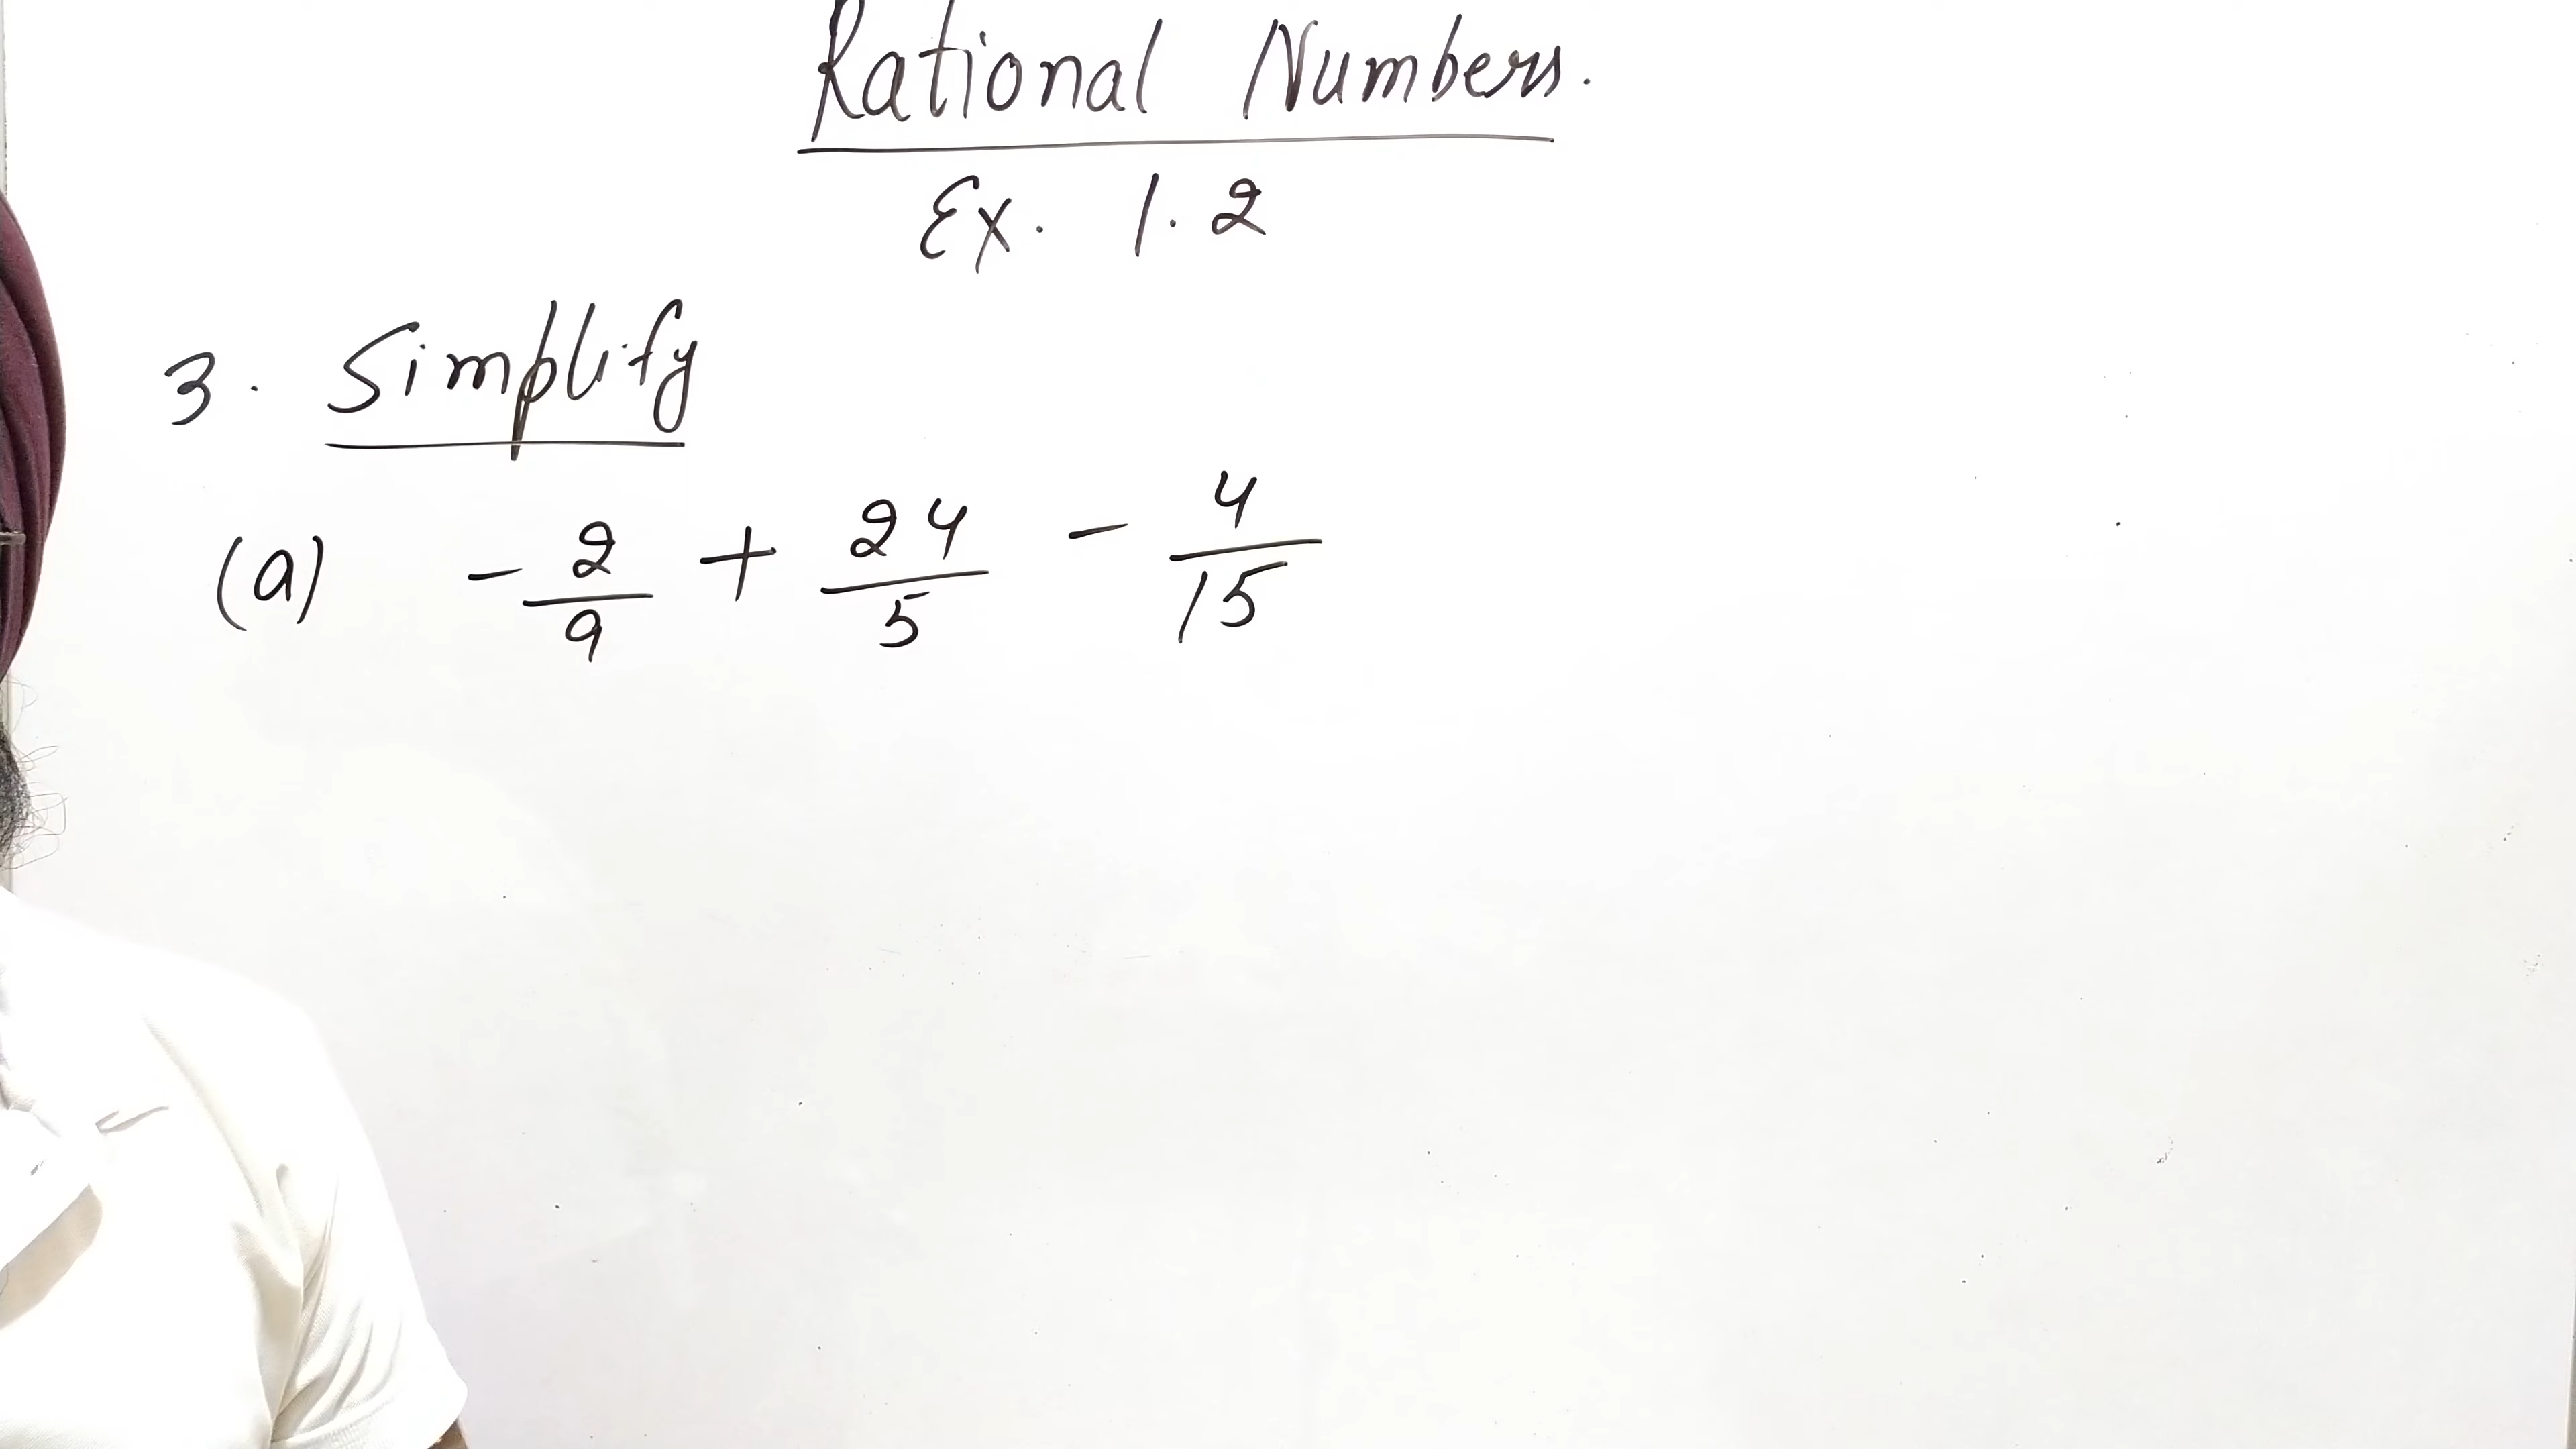 Rational Numbers.
Ex. 1.2
3. Simplify
(a) -2/9 + 24/5 - 4/15